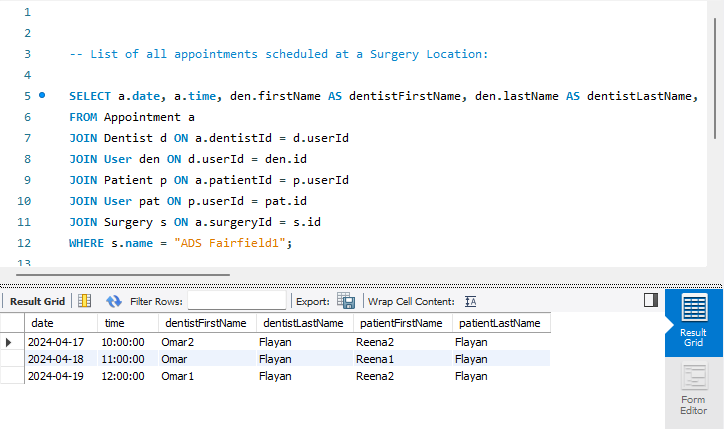 1
2
3 -- List of all appointments scheduled at a Surgery Location:
4
5 SELECT a.date, a.time, den.firstName AS dentistFirstName, den.lastName AS dentistLastName,
6 FROM Appointment a
7 JOIN Dentist d ON a.dentistId = d.userId
8 JOIN User den ON d.userId = den.id
9 JOIN Patient p ON a.patientId = p.userId
10 JOIN User pat ON p.userId = pat.id
11 JOIN Surgery s ON a.surgeryId = s.id
12 WHERE s.name = "ADS Fairfield1";
13
Result Grid Filter Rows: Export: Wrap Cell Content:
date time dentistFirstName dentistLastName patientFirstName patientLastName
2024-04-17 10:00:00 Omar2 Flayan Reena2 Flayan
2024-04-18 11:00:00 Omar Flayan Reena1 Flayan
2024-04-19 12:00:00 Omar1 Flayan Reena2 Flayan
Result
Grid
Form
Editor